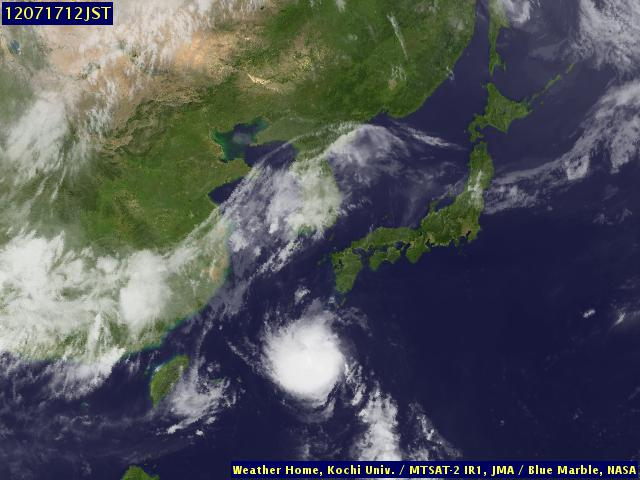 12071712JST
Weather Home, Kochi Univ. / MTSAT-2 IR1, JMA / Blue Marble, NASA